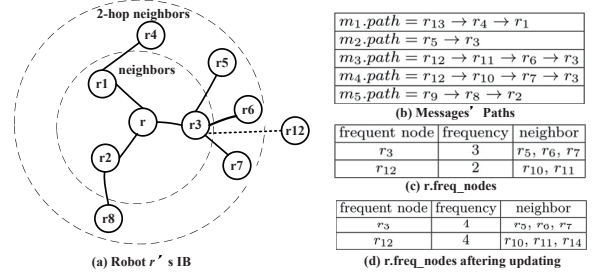 2-hop neighbors
r4
neighbors
r1
r5
r
r3
r6
r12
r2
r7
r8
(a) Robot r's IB
m1.path = r13 → r4 → r1
m2.path = r5 → r3
m3.path = r12 → r11 → r6 → r3
m4.path = r12 → r10 → r7 → r3
m5.path = r9 → r8 → r2
(b) Messages' Paths
frequent node frequency neighbor
r3 3 r5, r6, r7
r12 2 r10, r11
(c) r.freq_nodes
frequent node frequency neighbor
r3 4 r5, r6, r7
r12 4 r10, r11, r14
(d) r.freq_nodes aftering updating